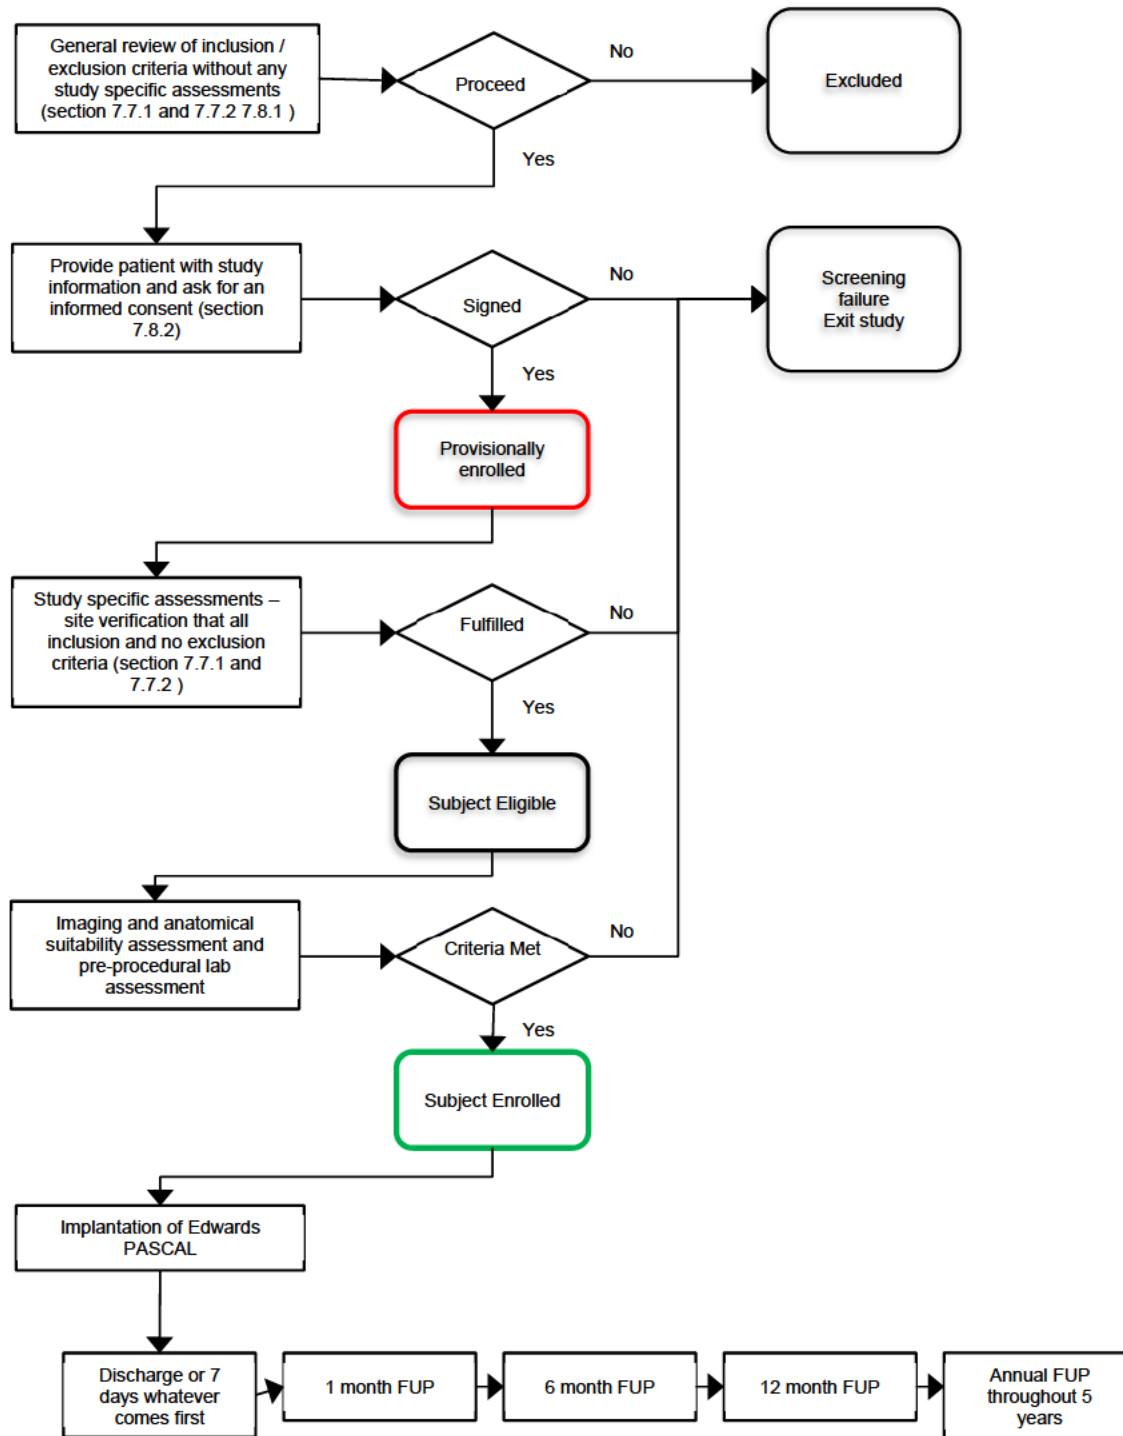 General review of inclusion /
exclusion criteria without any
study specific assessments
(section 7.7.1 and 7.7.2 7.8.1 )
Proceed
No
Excluded
Yes
Provide patient with study
information and ask for an
informed consent (section
7.8.2)
Signed
No
Screening
failure
Exit study
Yes
Provisionally
enrolled
Study specific assessments –
site verification that all
inclusion and no exclusion
criteria (section 7.7.1 and
7.7.2 )
Fulfilled
No
Yes
Subject Eligible
Imaging and anatomical
suitability assessment and
pre-procedural lab
assessment
Criteria Met
No
Yes
Subject Enrolled
Implantation of Edwards
PASCAL
Discharge or 7
days whatever
comes first
1 month FUP
6 month FUP
12 month FUP
Annual FUP
throughout 5
years